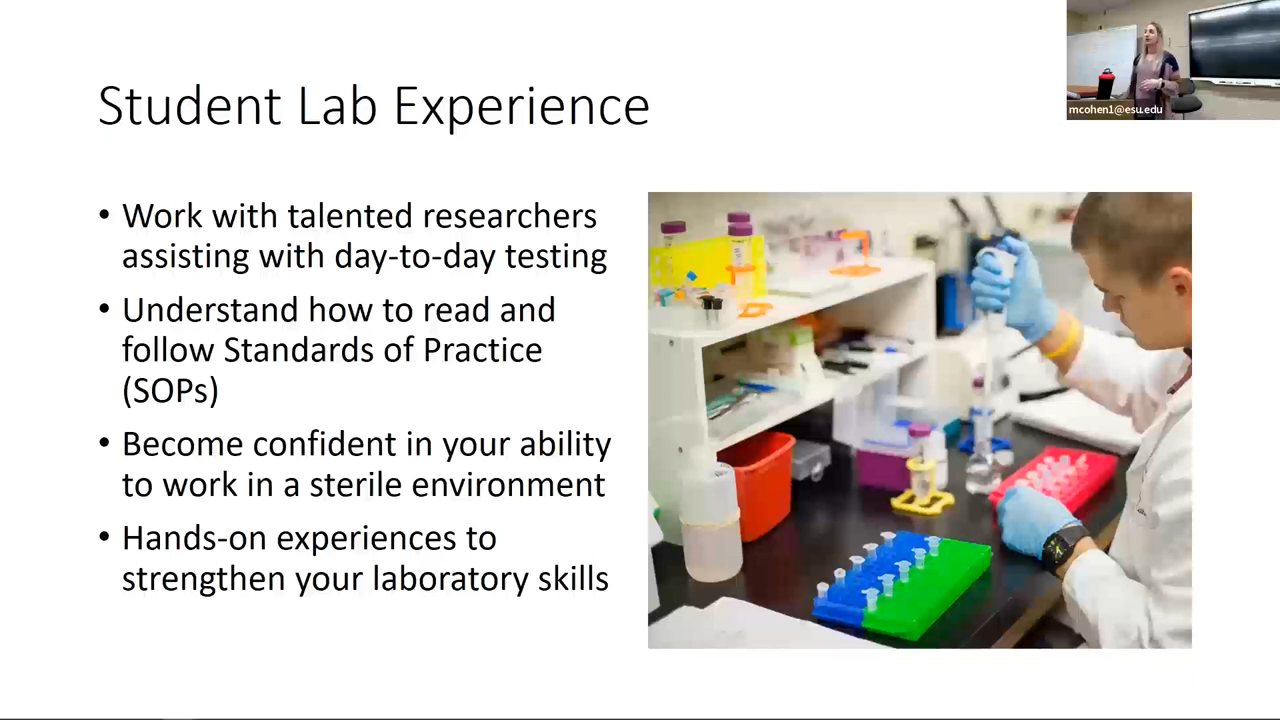 mcohen1@esu.edu
Student Lab Experience
• Work with talented researchers
assisting with day-to-day testing
• Understand how to read and
follow Standards of Practice
(SOPs)
• Become confident in your ability
to work in a sterile environment
• Hands-on experiences to
strengthen your laboratory skills